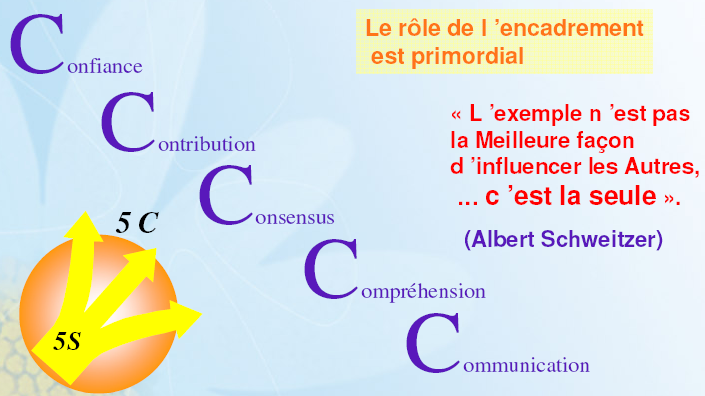 Confiance
Contribution
Consensus
Compréhension
Communication
5 C
5S
Le rôle de l ’encadrement
est primordial
« L ’exemple n ’est pas
la Meilleure façon
d ’influencer les Autres,
... c ’est la seule ».
(Albert Schweitzer)